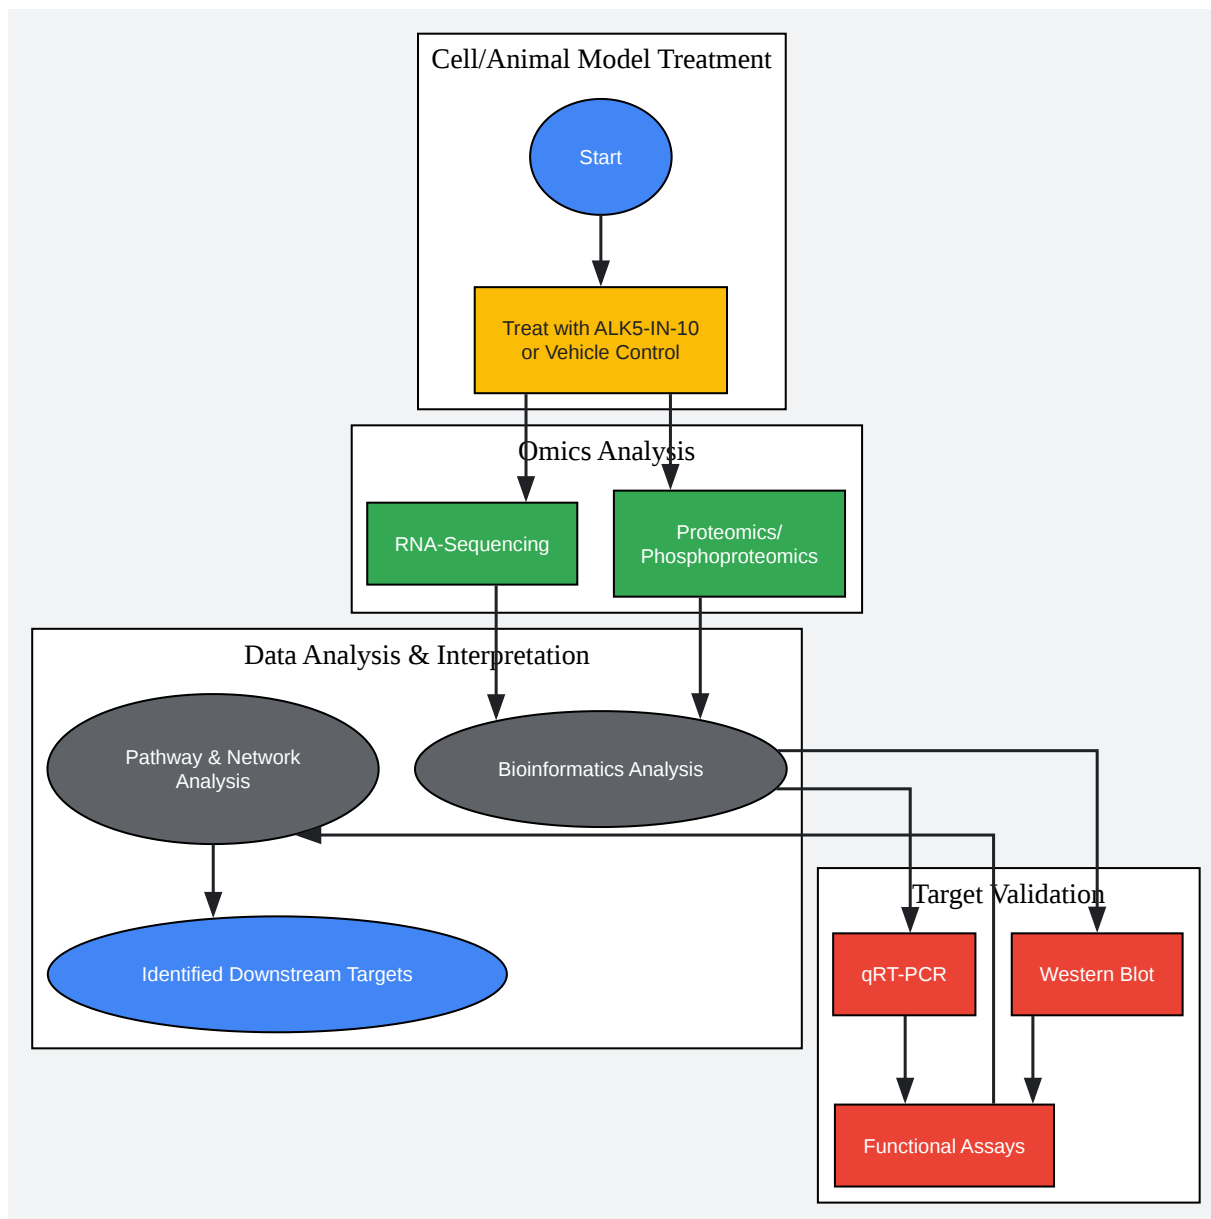 Cell/Animal Model Treatment
Start
Treat with ALK5-IN-10
or Vehicle Control
Omics Analysis
RNA-Sequencing
Proteomics/
Phosphoproteomics
Data Analysis & Interpretation
Pathway & Network
Analysis
Bioinformatics Analysis
Identified Downstream Targets
Target Validation
qRT-PCR
Western Blot
Functional Assays